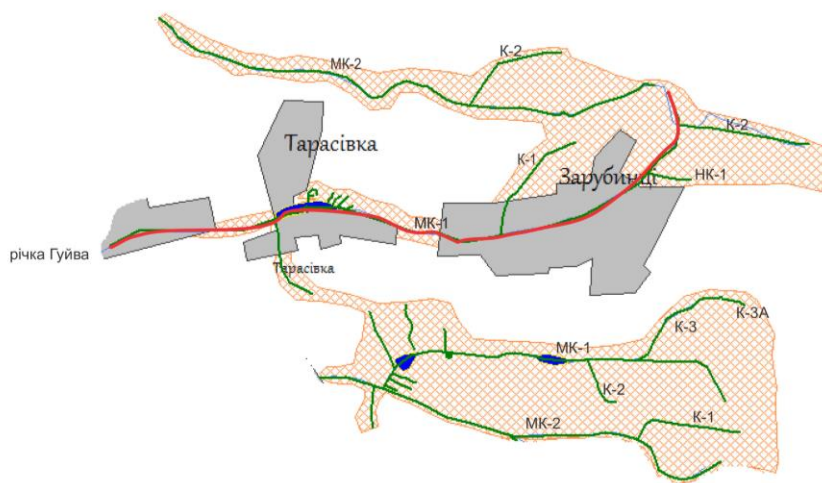 К-2
МК-2
Тарасівка
К-2
К-1
Зарубинці
НК-1
МК-1
річка Гуйва
Тарасівка
К-3А
К-3
МК-1
К-2
К-1
МК-2